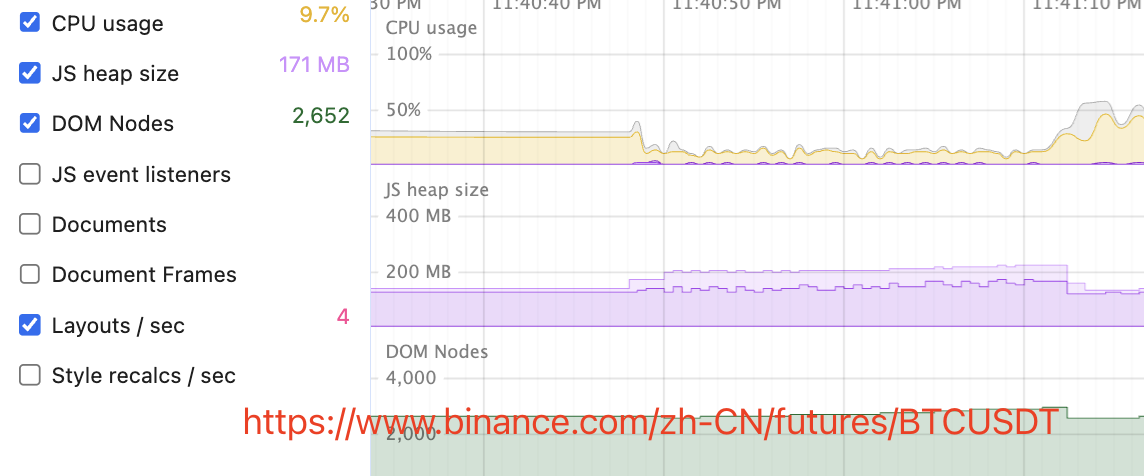 CPU usage 9.7%
JS heap size 171 MB
DOM Nodes 2,652
JS event listeners
Documents
Document Frames
Layouts / sec 4
Style recalcs / sec
30 PM 11:40:40 PM 11:40:50 PM 11:41:00 PM 11:41:10 PM
CPU usage
100%
50%
JS heap size
400 MB
200 MB
DOM Nodes
4,000
2,000
https://www.binance.com/zh-CN/futures/BTCUSDT